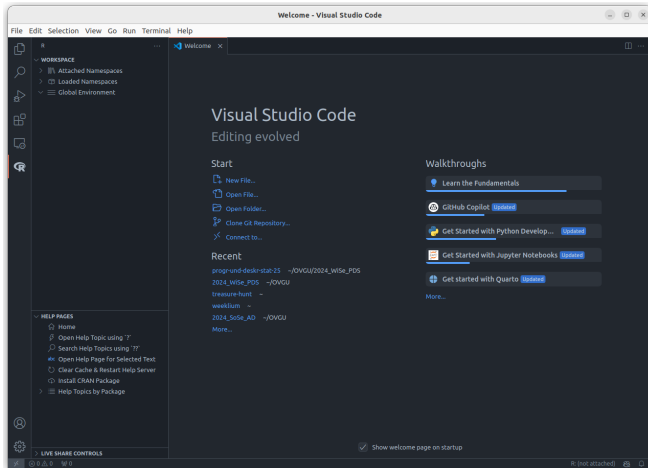 Welcome - Visual Studio Code
File Edit Selection View Go Run Terminal Help
R
Welcome
WORKSPACE
Attached Namespaces
Loaded Namespaces
Global Environment
Visual Studio Code
Editing evolved
Start
New File...
Open File...
Open Folder...
Clone Git Repository...
Connect to...
Recent
progr-und-deskr-stat-25 ~/OVGU/2024_WiSe_PDS
2024_WiSe_PDS ~/OVGU
treasure-hunt ~
weeklium ~
2024_SoSe_AD ~/OVGU
More...
Walkthroughs
Learn the Fundamentals
GitHub Copilot Updated
Get Started with Python Develop... Updated
Get Started with Jupyter Notebooks Updated
Get started with Quarto Updated
More...
HELP PAGES
Home
Open Help Topic using `?`
Search Help Topics using `??`
Open Help Page for Selected Text
Clear Cache & Restart Help Server
Install CRAN Package
Help Topics by Package
Show welcome page on startup
LIVE SHARE CONTROLS
0 0 0
R: (not attached)